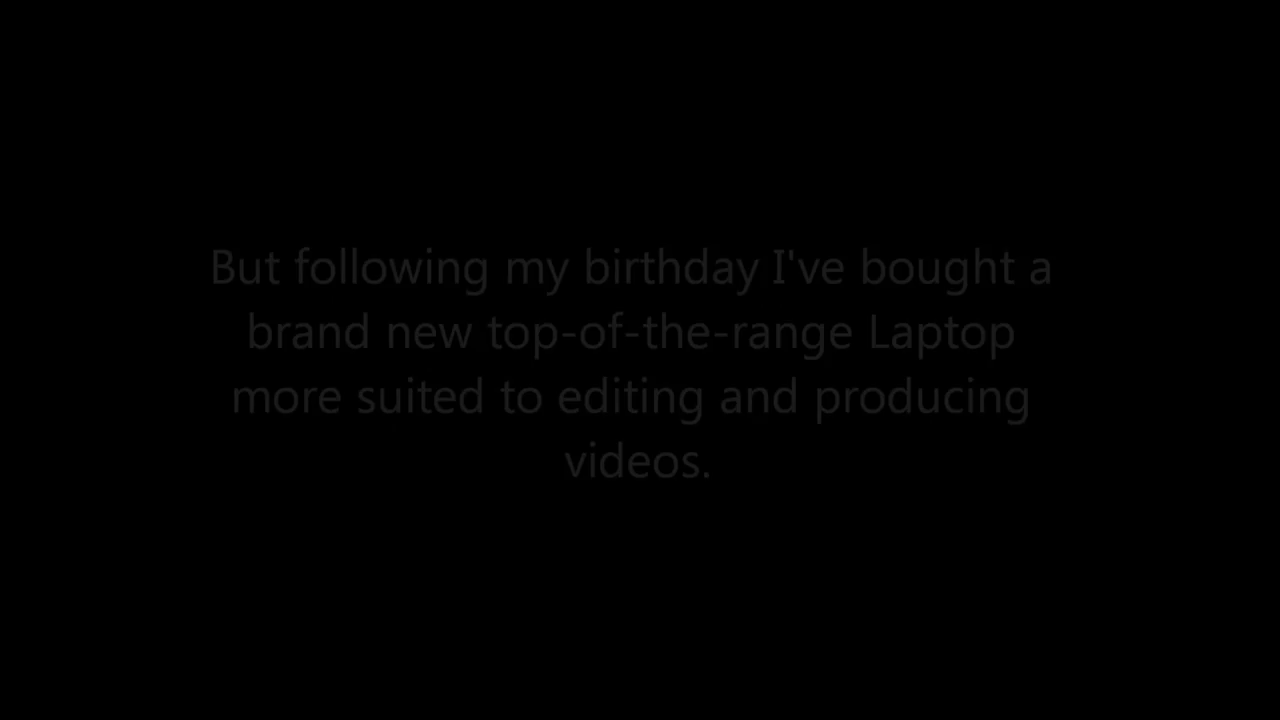 But following my birthday I've bought a
brand new top-of-the-range Laptop
more suited to editing and producing
videos.